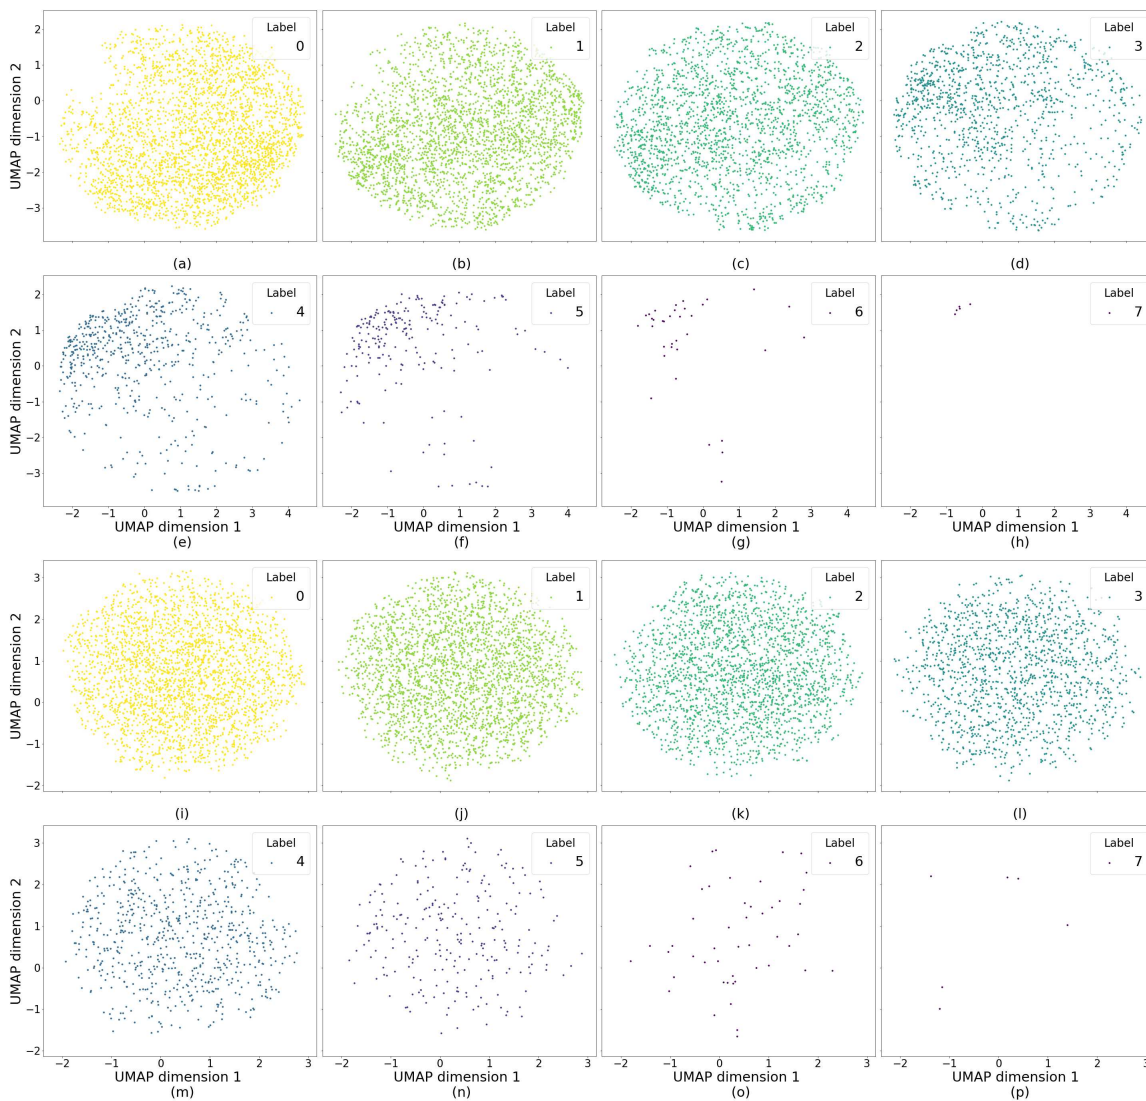 Label
0
Label
1
Label
2
Label
3
UMAP dimension 2
2
1
0
−1
−2
−3
(a)
(b)
(c)
(d)
Label
4
Label
5
Label
6
Label
7
UMAP dimension 2
2
1
0
−1
−2
−3
−2 −1 0 1 2 3 4
−2 −1 0 1 2 3 4
−2 −1 0 1 2 3 4
−2 −1 0 1 2 3 4
UMAP dimension 1
UMAP dimension 1
UMAP dimension 1
UMAP dimension 1
(e)
(f)
(g)
(h)
Label
0
Label
1
Label
2
Label
3
UMAP dimension 2
3
2
1
0
−1
−2
(i)
(j)
(k)
(l)
Label
4
Label
5
Label
6
Label
7
UMAP dimension 2
3
2
1
0
−1
−2
−2 −1 0 1 2 3
−2 −1 0 1 2 3
−2 −1 0 1 2 3
−2 −1 0 1 2 3
UMAP dimension 1
UMAP dimension 1
UMAP dimension 1
UMAP dimension 1
(m)
(n)
(o)
(p)